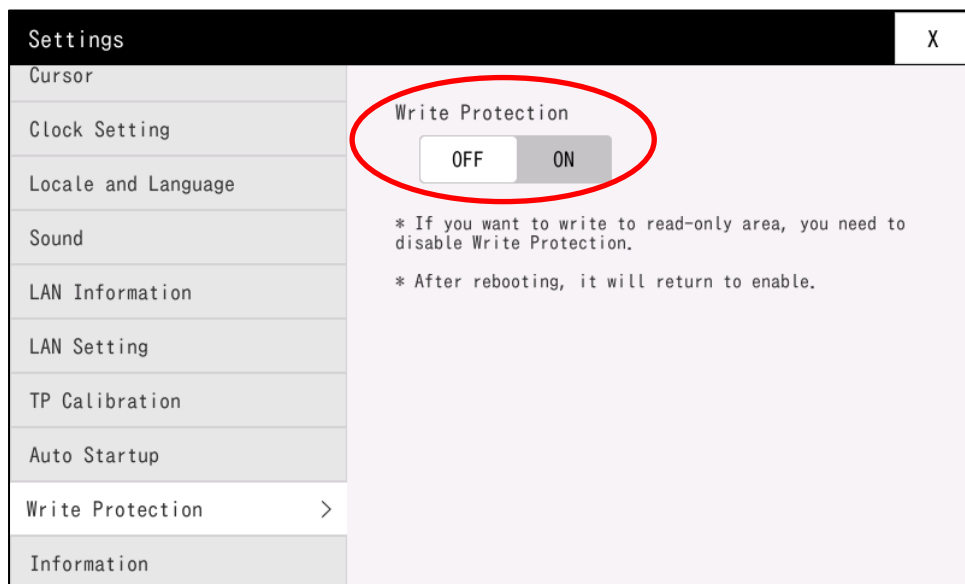 Settings
X
Cursor
Clock Setting
Locale and Language
Sound
LAN Information
LAN Setting
TP Calibration
Auto Startup
Write Protection >
Information
Write Protection
OFF ON
* If you want to write to read-only area, you need to
disable Write Protection.
* After rebooting, it will return to enable.